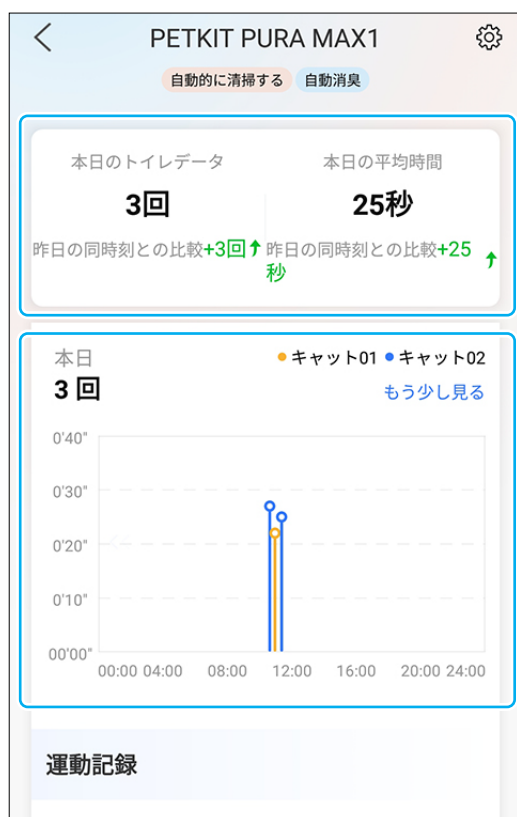 PETKIT PURA MAX1
自動的に清掃する 自動消臭
本日のトイレデータ 本日の平均時間
3回 25秒
昨日の同時刻との比較+3回 昨日の同時刻との比較+25
秒
本日 キャット01 キャット02
3 回 もう少し見る
0'40"
0'30"
0'20"
0'10"
00'00"
00:00 04:00 08:00 12:00 16:00 20:00 24:00
運動記録